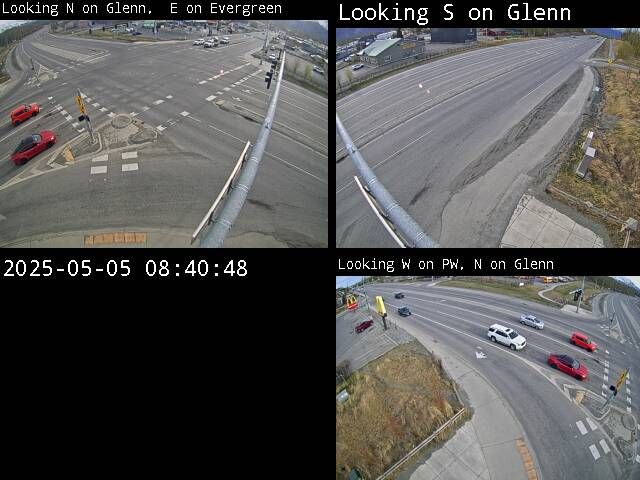 Looking N on Glenn,  E on Evergreen
Looking S on Glenn
2025-05-05 08:40:48
Looking W on PW, N on Glenn